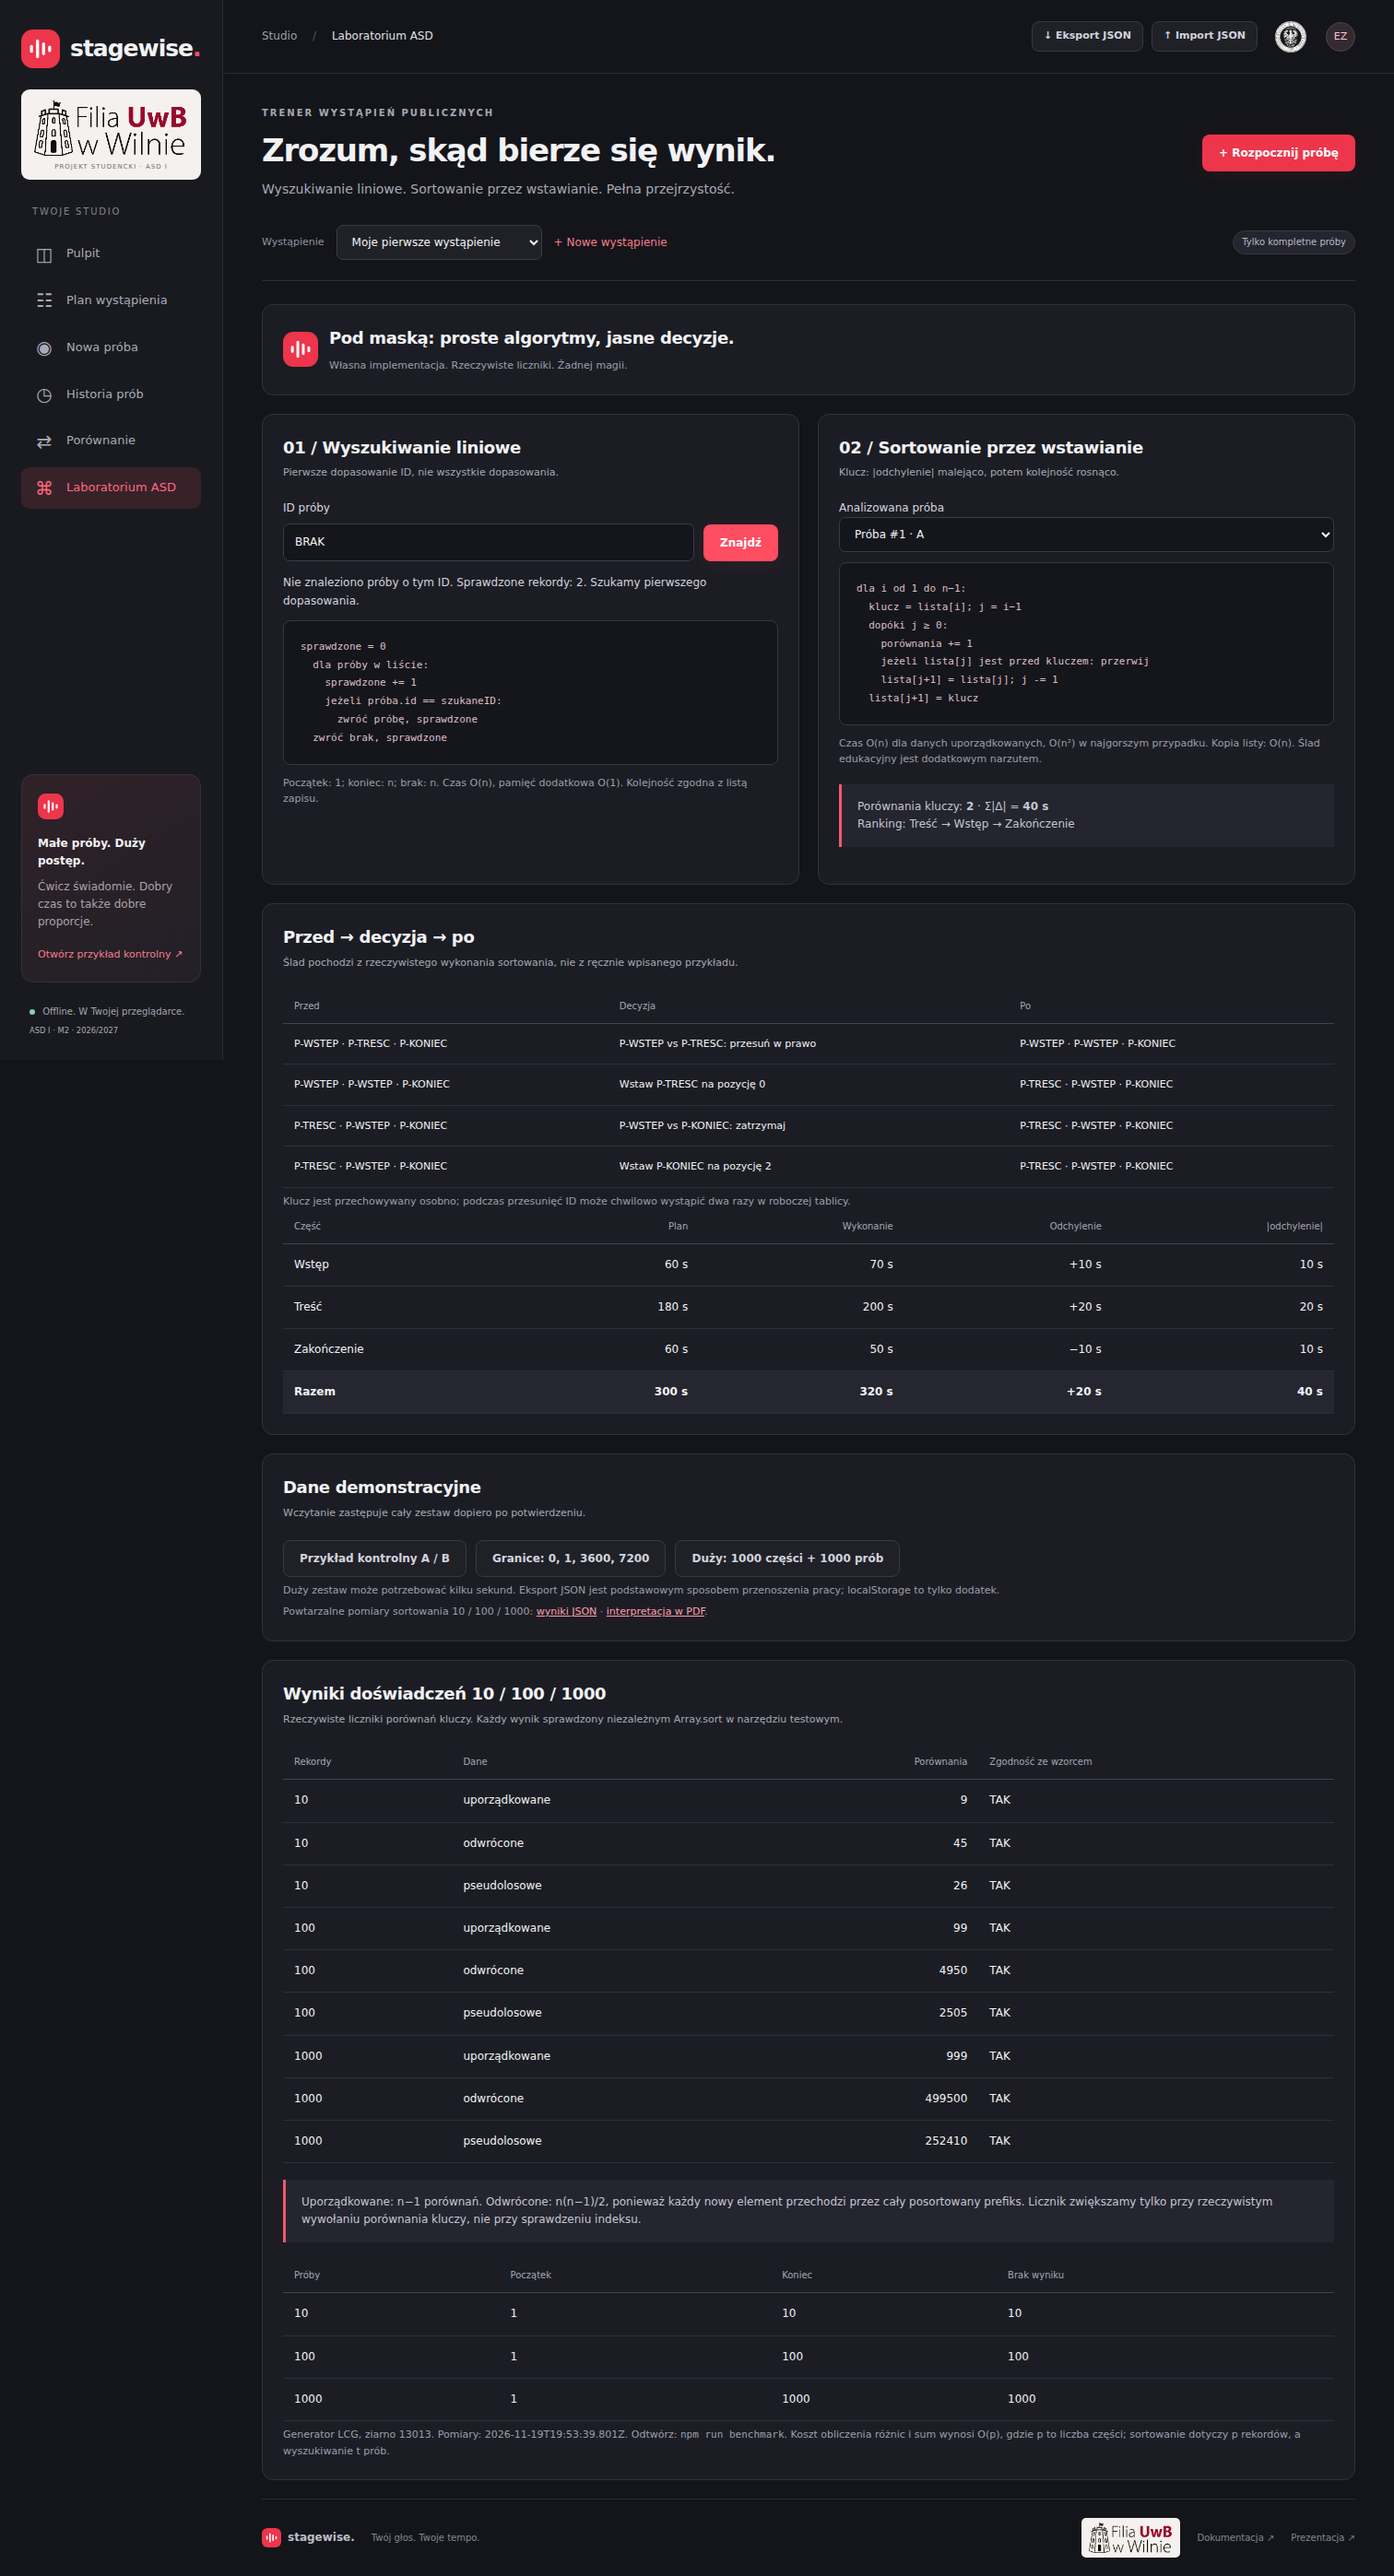 stagewise.
Filia UwB
w Wilnie
PROJEKT STUDENCKI · ASD I
TWOJE STUDIO
Pulpit
Plan wystąpienia
Nowa próba
Historia prób
Porównanie
Laboratorium ASD
Małe próby. Duży
postęp.
Ćwicz świadomie. Dobry
czas to także dobre
proporcje.
Otwórz przykład kontrolny ↗
Offline. W Twojej przeglądarce.
ASD I · M2 · 2026/2027
Studio / Laboratorium ASD
↓ Eksport JSON
↑ Import JSON
EZ
TRENER WYSTĄPIEŃ PUBLICZNYCH
Zrozum, skąd bierze się wynik.
+ Rozpocznij próbę
Wyszukiwanie liniowe. Sortowanie przez wstawianie. Pełna przejrzystość.
Wystąpienie
Moje pierwsze wystąpienie
+ Nowe wystąpienie
Tylko kompletne próby
Pod maską: proste algorytmy, jasne decyzje.
Własna implementacja. Rzeczywiste liczniki. Żadnej magii.
01 / Wyszukiwanie liniowe
Pierwsze dopasowanie ID, nie wszystkie dopasowania.
ID próby
BRAK
Znajdź
Nie znaleziono próby o tym ID. Sprawdzone rekordy: 2. Szukamy pierwszego
dopasowania.
sprawdzone = 0
dla próby w liście:
sprawdzone += 1
jeżeli próba.id == szukaneID:
zwróć próbę, sprawdzone
zwróć brak, sprawdzone
Początek: 1; koniec: n; brak: n. Czas O(n), pamięć dodatkowa O(1). Kolejność zgodna z listą
zapisu.
02 / Sortowanie przez wstawianie
Klucz: |odchylenie| malejąco, potem kolejność rosnąco.
Analizowana próba
Próba #1 · A
dla i od 1 do n−1:
klucz = lista[i]; j = i−1
dopóki j ≥ 0:
porównania += 1
jeżeli lista[j] jest przed kluczem: przerwij
lista[j+1] = lista[j]; j -= 1
lista[j+1] = klucz
Czas O(n) dla danych uporządkowanych, O(n²) w najgorszym przypadku. Kopia listy: O(n). Ślad
edukacyjny jest dodatkowym narzutem.
Porównania kluczy: 2 · Σ|Δ| = 40 s
Ranking: Treść → Wstęp → Zakończenie
Przed → decyzja → po
Ślad pochodzi z rzeczywistego wykonania sortowania, nie z ręcznie wpisanego przykładu.
Przed Decyzja Po
P-WSTEP · P-TRESC · P-KONIEC P-WSTEP vs P-TRESC: przesuń w prawo P-WSTEP · P-WSTEP · P-KONIEC
P-WSTEP · P-WSTEP · P-KONIEC Wstaw P-TRESC na pozycję 0 P-TRESC · P-WSTEP · P-KONIEC
P-TRESC · P-WSTEP · P-KONIEC P-WSTEP vs P-KONIEC: zatrzymaj P-TRESC · P-WSTEP · P-KONIEC
P-TRESC · P-WSTEP · P-KONIEC Wstaw P-KONIEC na pozycję 2 P-TRESC · P-WSTEP · P-KONIEC
Klucz jest przechowywany osobno; podczas przesunięć ID może chwilowo wystąpić dwa razy w roboczej tablicy.
Część Plan Wykonanie Odchylenie |odchylenie|
Wstęp 60 s 70 s +10 s 10 s
Treść 180 s 200 s +20 s 20 s
Zakończenie 60 s 50 s −10 s 10 s
Razem 300 s 320 s +20 s 40 s
Dane demonstracyjne
Wczytanie zastępuje cały zestaw dopiero po potwierdzeniu.
Przykład kontrolny A / B
Granice: 0, 1, 3600, 7200
Duży: 1000 części + 1000 prób
Duży zestaw może potrzebować kilku sekund. Eksport JSON jest podstawowym sposobem przenoszenia pracy; localStorage to tylko dodatek.
Powtarzalne pomiary sortowania 10 / 100 / 1000: wyniki JSON · interpretacja w PDF.
Wyniki doświadczeń 10 / 100 / 1000
Rzeczywiste liczniki porównań kluczy. Każdy wynik sprawdzony niezależnym Array.sort w narzędziu testowym.
Rekordy Dane Porównania Zgodność ze wzorcem
10 uporządkowane 9 TAK
10 odwrócone 45 TAK
10 pseudolosowe 26 TAK
100 uporządkowane 99 TAK
100 odwrócone 4950 TAK
100 pseudolosowe 2505 TAK
1000 uporządkowane 999 TAK
1000 odwrócone 499500 TAK
1000 pseudolosowe 252410 TAK
Uporządkowane: n−1 porównań. Odwrócone: n(n−1)/2, ponieważ każdy nowy element przechodzi przez cały posortowany prefiks. Licznik zwiększamy tylko przy rzeczywistym
wywołaniu porównania kluczy, nie przy sprawdzeniu indeksu.
Próby Początek Koniec Brak wyniku
10 1 10 10
100 1 100 100
1000 1 1000 1000
Generator LCG, ziarno 13013. Pomiary: 2026-11-19T19:53:39.801Z. Odtwórz: npm run benchmark. Koszt obliczenia różnic i sum wynosi O(p), gdzie p to liczba części; sortowanie dotyczy p rekordów, a
wyszukiwanie t prób.
stagewise. Twój głos. Twoje tempo.
Filia UwB
w Wilnie
Dokumentacja ↗
Prezentacja ↗